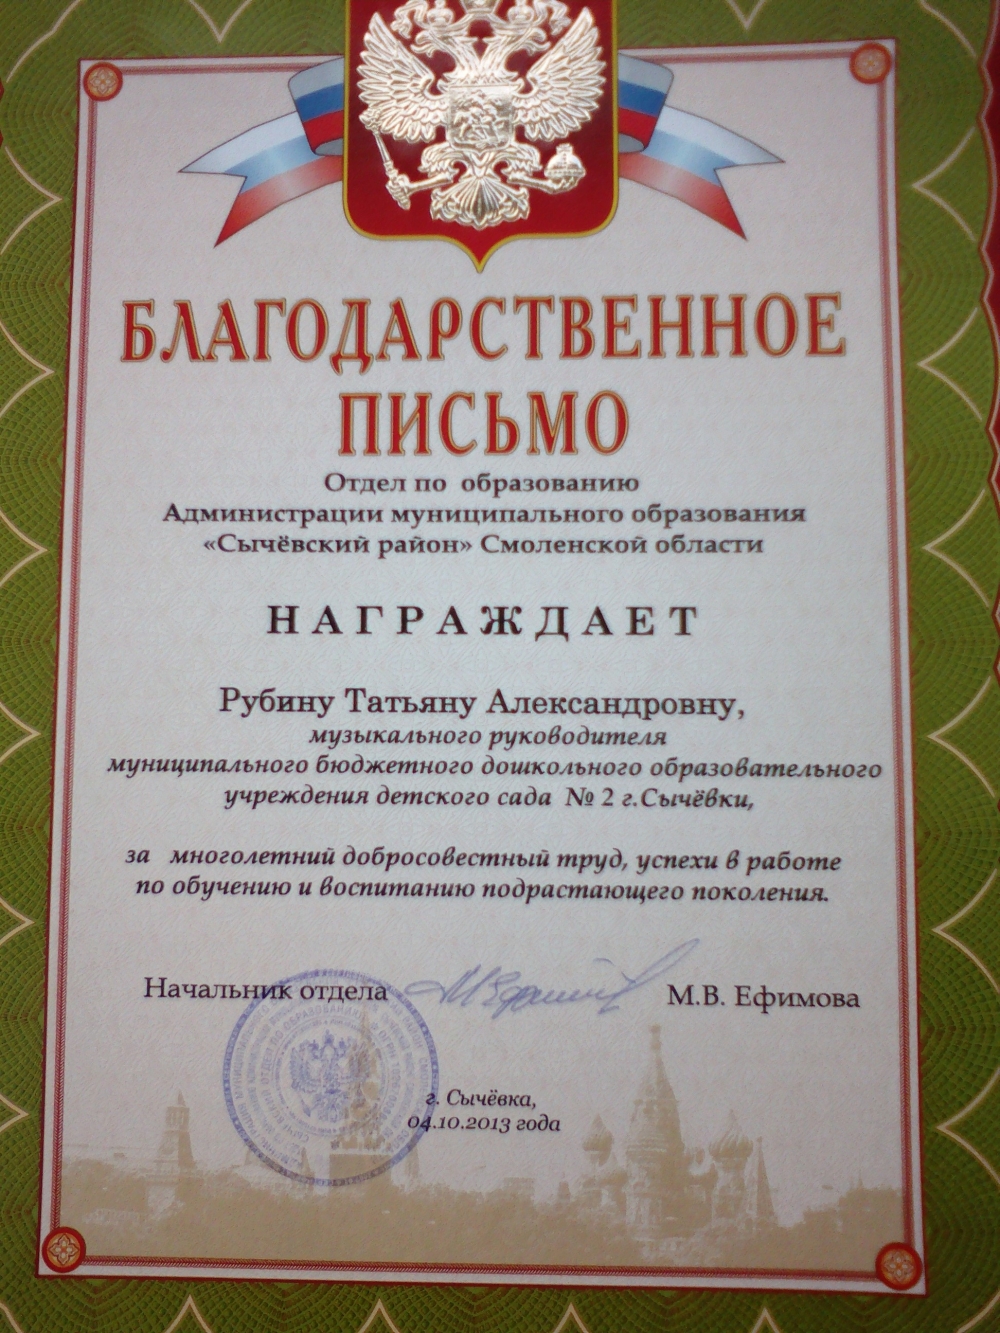 БЛАГОДАРСТВЕННОЕ
ПИСЬМО
Отдел по образованию
Администрации муниципального образования
«Сычёвский район» Смоленской области
НАГРАЖДАЕТ
Рубину Татьяну Александровну,
музыкального руководителя
муниципального бюджетного дошкольного образовательного
учреждения детского сада № 2 г.Сычёвки,
за многолетний добросовестный труд, успехи в работе
по обучению и воспитанию подрастающего поколения.
Начальник отдела М.В. Ефимова
г. Сычёвка,
04.10.2013 года